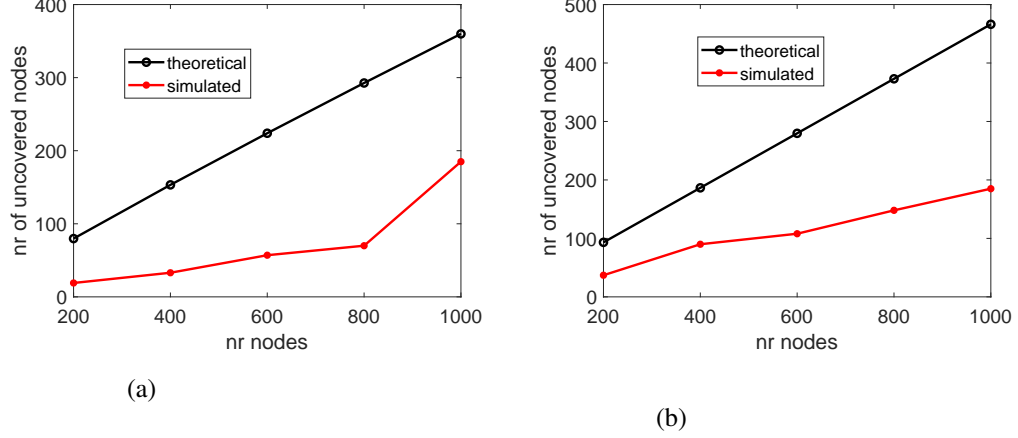 400
300
200
100
0
nr of uncovered nodes
theoretical
simulated
200 400 600 800 1000
nr nodes
(a)
500
400
300
200
100
0
nr of uncovered nodes
theoretical
simulated
200 400 600 800 1000
nr nodes
(b)